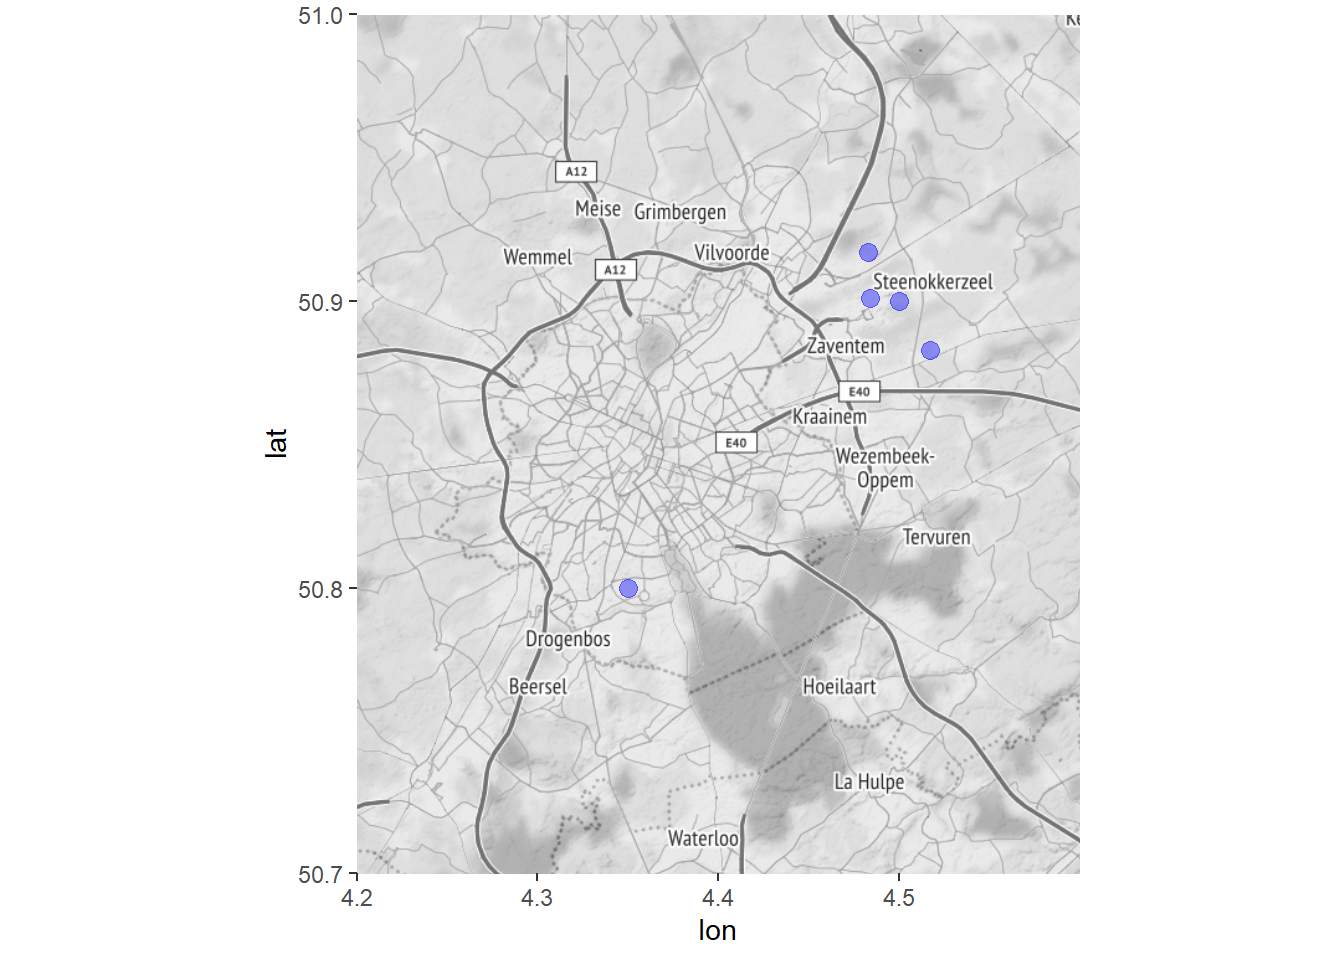 51.0
A12
Meise Grimbergen
Wemmel
Vilvoorde
A12
Steenokkerzeel
50.9
Zaventem
E40
Kraainem
E40
Wezembeek-
Oppem
Tervuren
50.8
lat
Drogenbos
Beersel
Hoeilaart
La Hulpe
Waterloo
50.7
4.2 4.3 4.4 4.5
lon